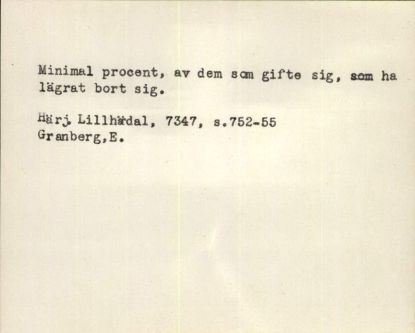 Minimal procent, av dem som gifte sig, som ha
lägrat bort sig.
Härj. Lillhärdal, 7347, s.752-55
Granberg,E.